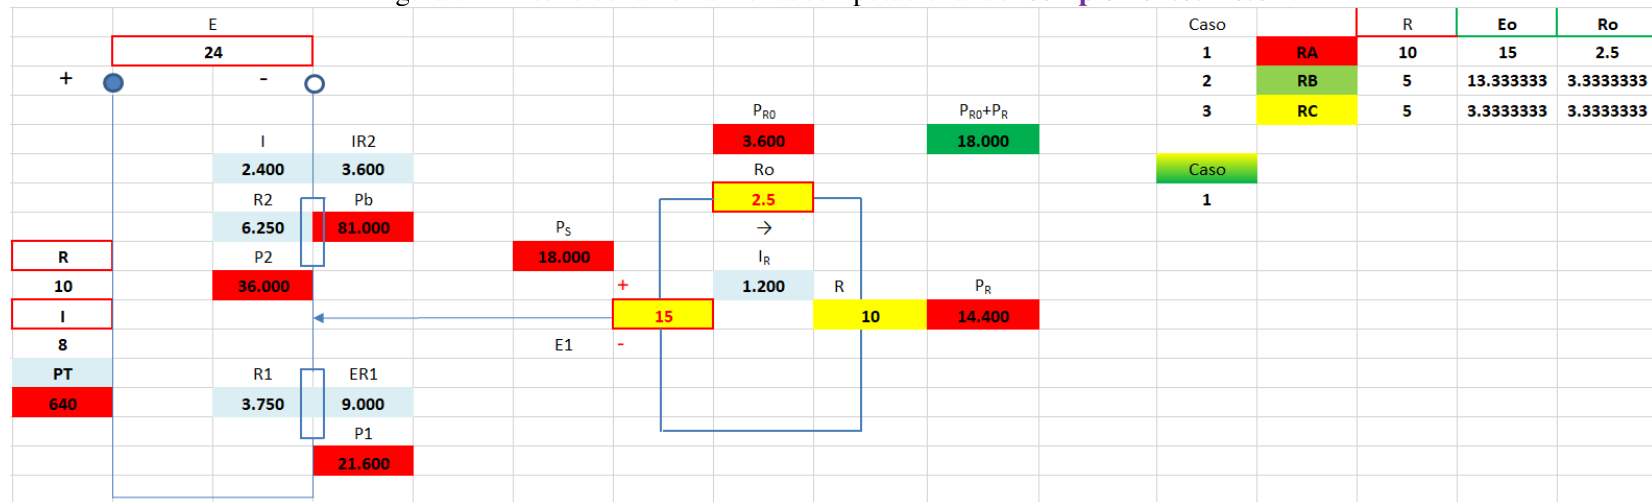 E Caso R Eo Ro
24 1 RA 10 15 2.5
+ - 2 RB 5 13.333333 3.3333333
PR0 PR0+PR 3 RC 5 3.3333333 3.3333333
3.600 18.000
I IR2
2.400 3.600 Ro Caso
R2 Pb 2.5 1
6.250 81.000 PS →
R P2 18.000 IR
10 36.000 + 1.200 R PR
I 15 10 14.400
8 E1 -
PT R1 ER1
640 3.750 9.000
P1
21.600